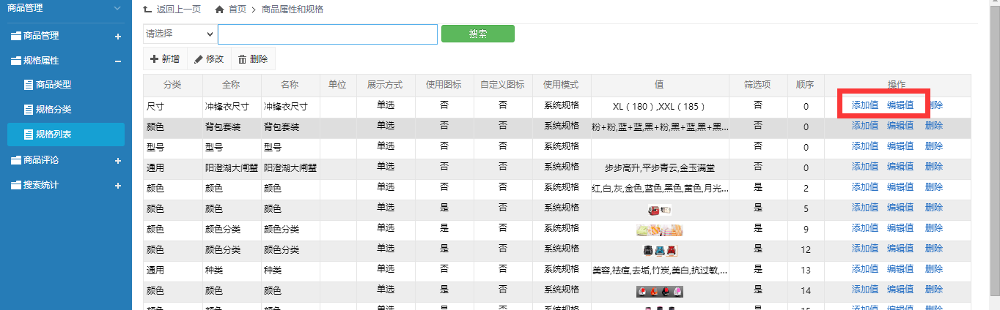 商品管理
返回上一页 首页 > 商品属性和规格
商品管理 +
规格属性 −
商品类型
规格分类
规格列表
商品评论 +
搜索统计 +
请选择 搜索
新增 修改 删除
分类 全称 名称 单位 展示方式 使用图标 自定义图标 使用模式 值 筛选项 顺序 操作
尺寸 冲锋衣尺寸 冲锋衣尺寸 单选 否 否 系统规格 XL（180）,XXL（185） 否 0 添加值 编辑值 删除
颜色 背包套装 背包套装 单选 否 否 系统规格 粉+粉,蓝+蓝,黑+粉,黑+蓝,黑+黑... 否 0 添加值 编辑值 删除
型号 型号 型号 单选 否 否 系统规格 否 0 添加值 编辑值 删除
通用 阳澄湖大闸蟹 阳澄湖大闸蟹 单选 否 否 系统规格 步步高升,平步青云,金玉满堂 否 0 添加值 编辑值 删除
颜色 颜色 颜色 单选 否 否 系统规格 红,白,灰,金色,蓝色,黑色,黄色,月光... 是 2 添加值 编辑值 删除
颜色 颜色 颜色 单选 是 否 系统规格 是 5 添加值 编辑值 删除
颜色 颜色分类 颜色分类 单选 是 否 系统规格 是 9 添加值 编辑值 删除
颜色 颜色分类 颜色分类 单选 是 否 系统规格 是 12 添加值 编辑值 删除
通用 种类 种类 单选 否 否 系统规格 美容,祛痘,去垢,竹炭,美白,抗过敏,... 是 13 添加值 编辑值 删除
颜色 颜色 颜色 单选 是 否 系统规格 是 14 添加值 编辑值 删除